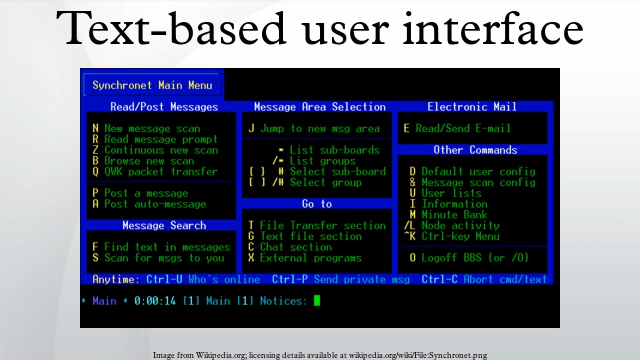 Text-based user interface
Synchronet Main Menu
Read/Post Messages
N New message scan
R Read message prompt
Z Continuous new scan
B Browse new scan
Q QWK packet transfer
P Post a message
A Post auto-message
Message Search
F Find text in messages
S Scan for msgs to you
Message Area Selection
J Jump to new msg area
* List sub-boards
/* List groups
[ ] # Select sub-board
[ ] /# Select group
Go to
T File Transfer section
G Text file section
C Chat section
X External programs
Electronic Mail
E Read/Send E-mail
Other Commands
D Default user config
& Message scan config
U User lists
I Information
M Minute Bank
/L Node activity
^K Ctrl-key Menu
O Logoff BBS (or /O)
Anytime: Ctrl-U Who's online Ctrl-P Send private msg Ctrl-C Abort cmd/text
* Main * 0:00:14 [1] Main [1] Notices:
Image from Wikipedia.org; licensing details available at wikipedia.org/wiki/File:Synchronet.png